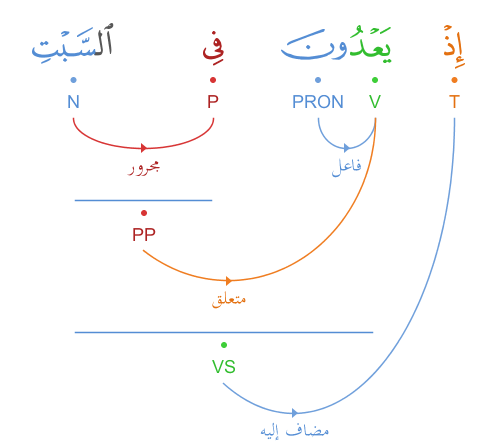 إِذْ يَعْدُونَ فِى ٱلسَّبْتِ
T V PRON P N
فاعل
مجرور
PP
متعلق
VS
مضاف إليه